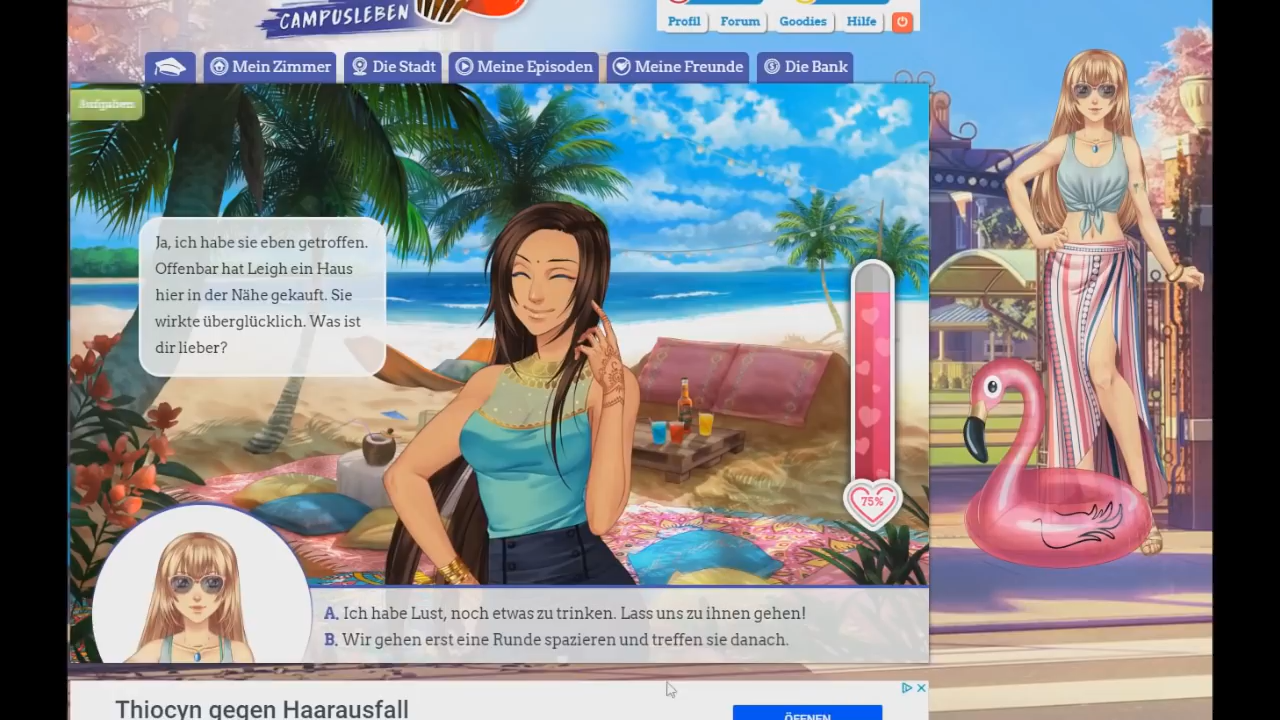 CAMPUSLEBEN
Profil Forum Goodies Hilfe
Mein Zimmer Die Stadt Meine Episoden Meine Freunde Die Bank
Aufgaben
Ja, ich habe sie eben getroffen.
Offenbar hat Leigh ein Haus
hier in der Nähe gekauft. Sie
wirkte überglücklich. Was ist
dir lieber?
75%
A. Ich habe Lust, noch etwas zu trinken. Lass uns zu ihnen gehen!
B. Wir gehen erst eine Runde spazieren und treffen sie danach.
Thiocyn gegen Haarausfall
ÖFFNEN